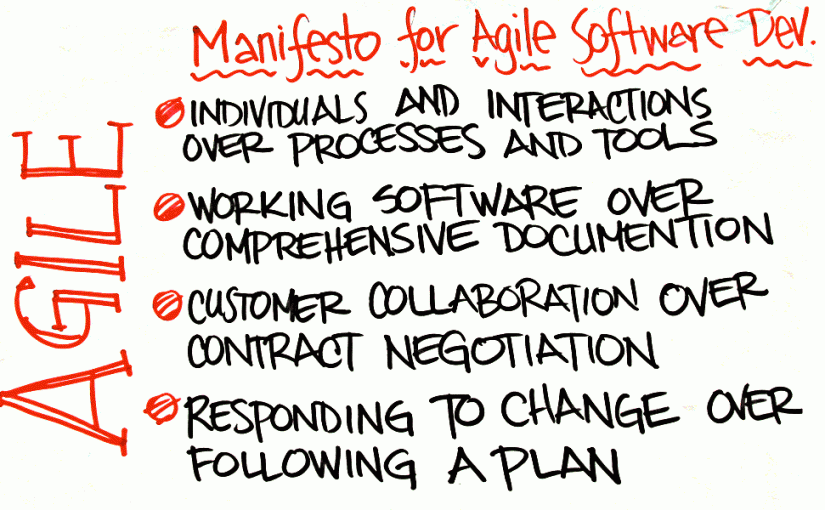 Manifesto for Agile Software Dev.
AGILE
INDIVIDUALS AND INTERACTIONS
OVER PROCESSES AND TOOLS
WORKING SOFTWARE OVER
COMPREHENSIVE DOCUMENTION
CUSTOMER COLLABORATION OVER
CONTRACT NEGOTIATION
RESPONDING TO CHANGE OVER
FOLLOWING A PLAN